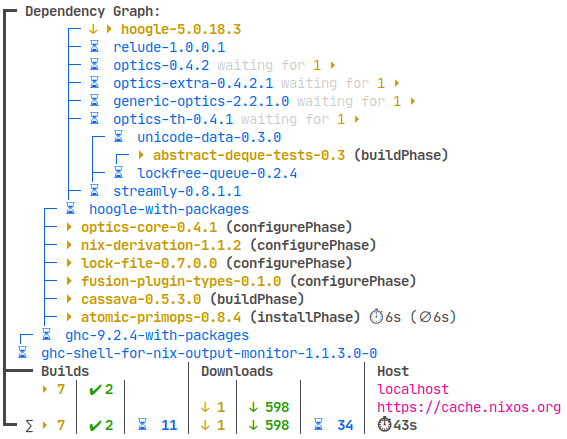 Dependency Graph:
↓ ⏵ hoogle-5.0.18.3
⏳ relude-1.0.0.1
⏳ optics-0.4.2 waiting for 1 ⏵
⏳ optics-extra-0.4.2.1 waiting for 1 ⏵
⏳ generic-optics-2.2.1.0 waiting for 1 ⏵
⏳ optics-th-0.4.1 waiting for 1 ⏵
⏳ unicode-data-0.3.0
⏵ abstract-deque-tests-0.3 (buildPhase)
⏳ lockfree-queue-0.2.4
⏳ streamly-0.8.1.1
⏳ hoogle-with-packages
⏵ optics-core-0.4.1 (configurePhase)
⏵ nix-derivation-1.1.2 (configurePhase)
⏵ lock-file-0.7.0.0 (configurePhase)
⏵ fusion-plugin-types-0.1.0 (configurePhase)
⏵ cassava-0.5.3.0 (buildPhase)
⏵ atomic-primops-0.8.4 (installPhase) ⏱6s (∅6s)
⏳ ghc-9.2.4-with-packages
⏳ ghc-shell-for-nix-output-monitor-1.1.3.0-0
Builds Downloads Host
⏵ 7 ✔2 localhost
↓ 1 ↓ 598 https://cache.nixos.org
∑ ⏵ 7 ✔2 ⏳ 11 ↓ 1 ↓ 598 ⏳ 34 ⏱43s